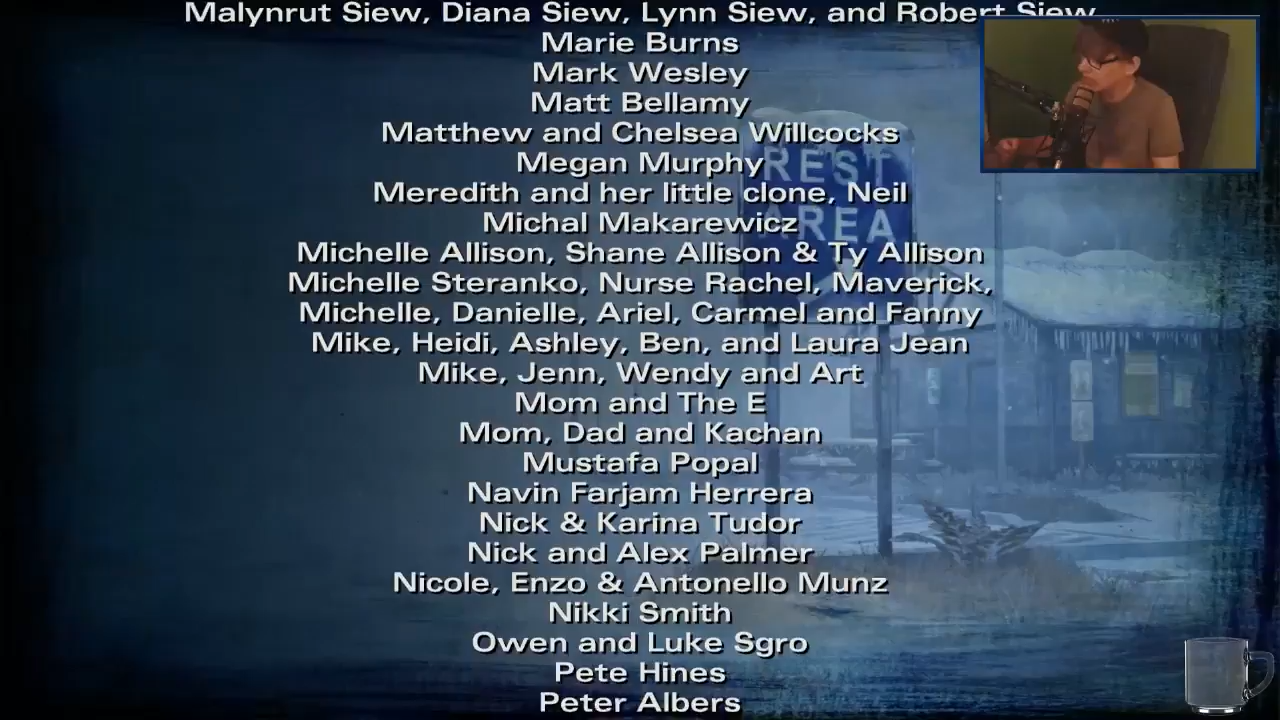 Malynrut Siew, Diana Siew, Lynn Siew, and Robert Siew
Marie Burns
Mark Wesley
Matt Bellamy
Matthew and Chelsea Willcocks
Megan Murphy
Meredith and her little clone, Neil
Michal Makarewicz
Michelle Allison, Shane Allison & Ty Allison
Michelle Steranko, Nurse Rachel, Maverick,
Michelle, Danielle, Ariel, Carmel and Fanny
Mike, Heidi, Ashley, Ben, and Laura Jean
Mike, Jenn, Wendy and Art
Mom and The E
Mom, Dad and Kachan
Mustafa Popal
Navin Farjam Herrera
Nick & Karina Tudor
Nick and Alex Palmer
Nicole, Enzo & Antonello Munz
Nikki Smith
Owen and Luke Sgro
Pete Hines
Peter Albers
REST
AREA